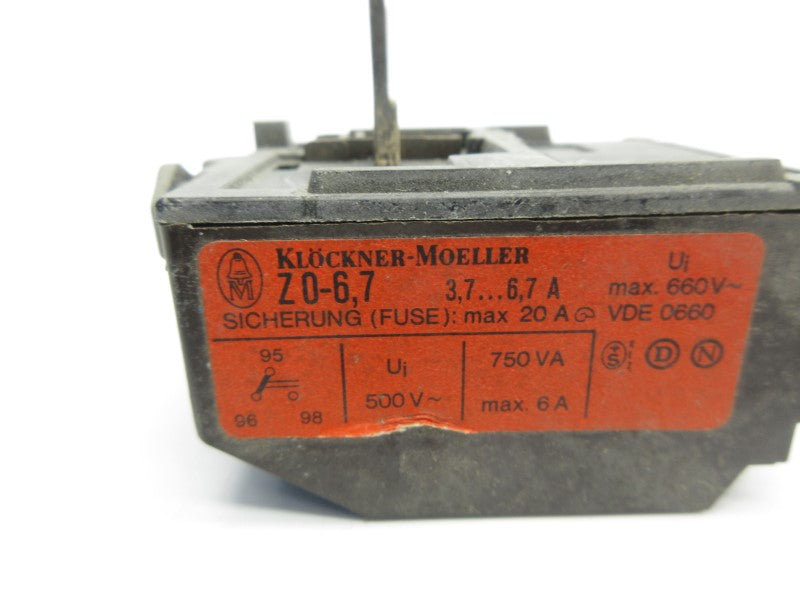 M
KLÖCKNER-MOELLER
Z 0-6,7 3,7...6,7 A
Ui
max. 660V~
SICHERUNG (FUSE): max 20 A VDE 0660
95
96 98
Ui
500 V~
750 VA
max. 6 A
S D N